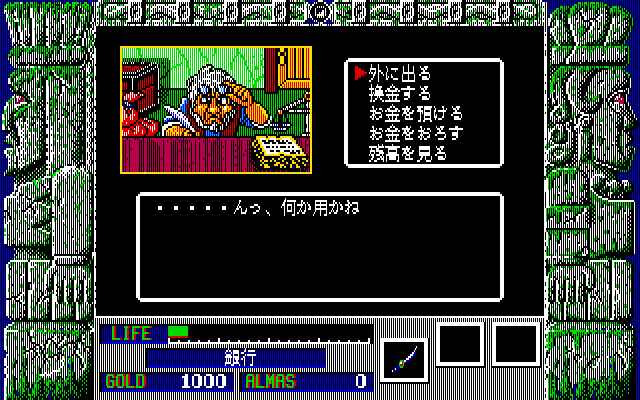 外に出る
換金する
お金を預ける
お金をおろす
残高を見る
・・・・・んっ、何か用かね
LIFE
銀行
GOLD 1000 ALMAS 0